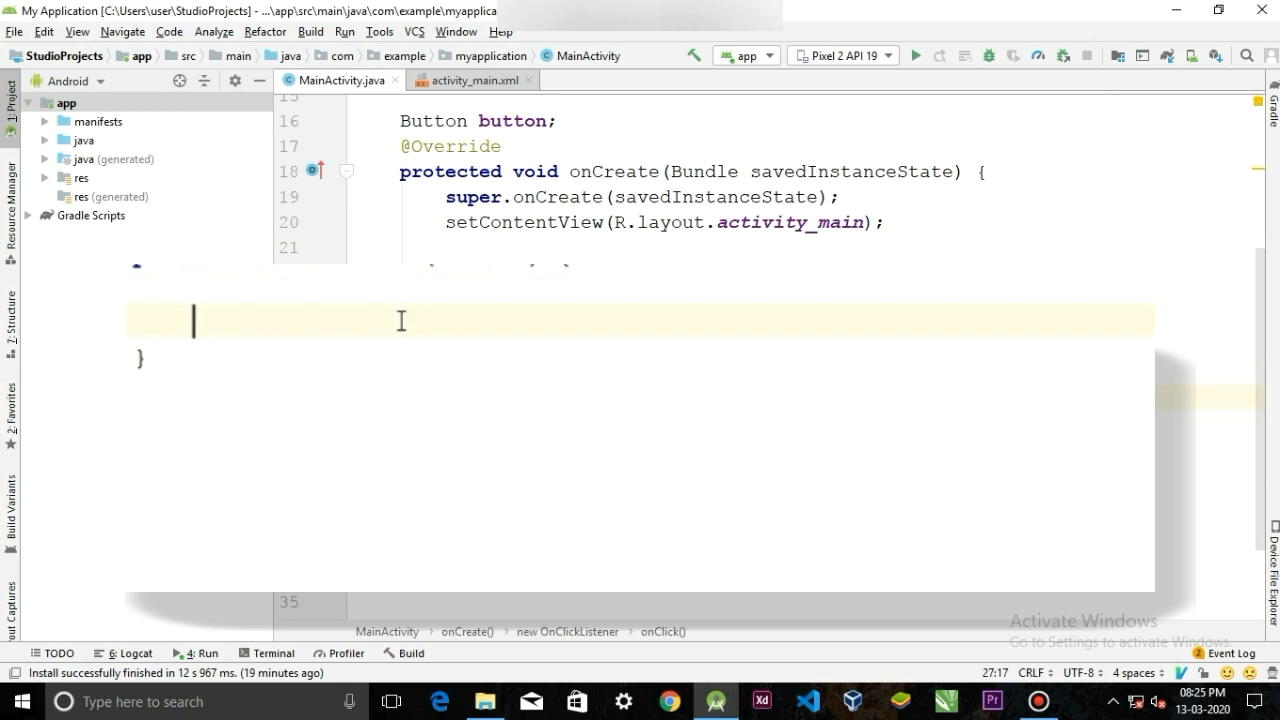 My Application [C:\Users\user\StudioProjects] - ...\app\src\main\java\com\example\myapplica
File Edit View Navigate Code Analyze Refactor Build Run Tools VCS Window Help
StudioProjects app src main java com example myapplication MainActivity app Pixel 2 API 19
Android MainActivity.java activity_main.xml
1: Project
Resource Manager
Z: Structure
2: Favorites
Build Variants
out Captures
app
manifests
java
java (generated)
res
res (generated)
Gradle Scripts
15
16 Button button;
17 @Override
18 protected void onCreate(Bundle savedInstanceState) {
19 super.onCreate(savedInstanceState);
20 setContentView(R.layout.activity_main);
21
}
35
Gradle
Device File Explorer
Activate Windows
Go to Settings to activate Windows.
MainActivity onCreate() new OnClickListener onClick()
TODO 6: Logcat 4: Run Terminal Profiler Build 2 Event Log
Install successfully finished in 12 s 967 ms. (19 minutes ago) 27:17 CRLF UTF-8 4 spaces
Type here to search Xd Pr 08:25 PM
13-03-2020